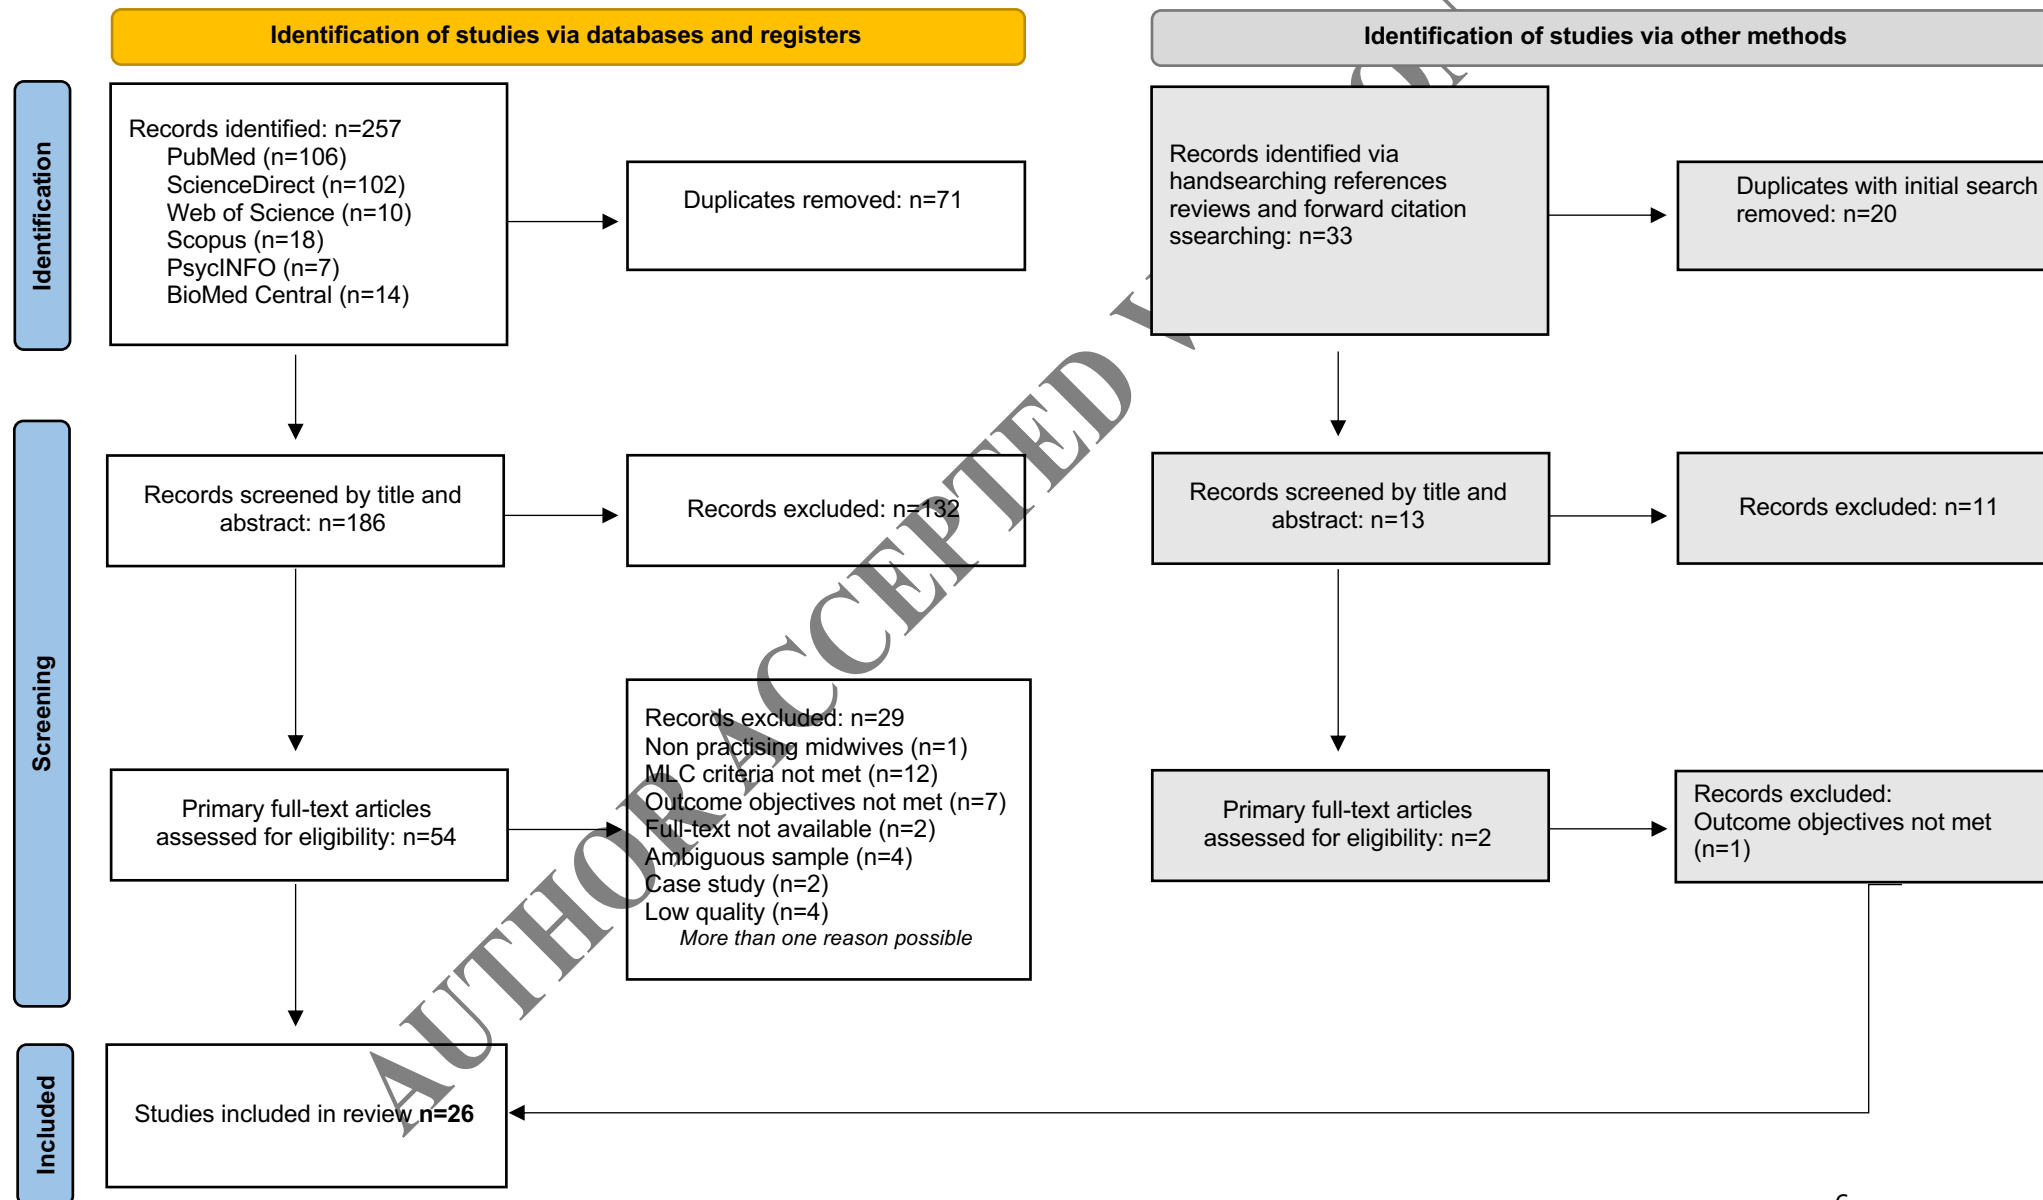 Identification of studies via databases and registers
Identification of studies via other methods
Identification
Records identified: n=257
PubMed (n=106)
ScienceDirect (n=102)
Web of Science (n=10)
Scopus (n=18)
PsycINFO (n=7)
BioMed Central (n=14)
Duplicates removed: n=71
Records identified via
handsearching references
reviews and forward citation
ssearching: n=33
Duplicates with initial search
removed: n=20
Screening
Records screened by title and
abstract: n=186
Records excluded: n=132
Records screened by title and
abstract: n=13
Records excluded: n=11
Primary full-text articles
assessed for eligibility: n=54
Records excluded: n=29
Non practising midwives (n=1)
MLC criteria not met (n=12)
Outcome objectives not met (n=7)
Full-text not available (n=2)
Ambiguous sample (n=4)
Case study (n=2)
Low quality (n=4)
More than one reason possible
Primary full-text articles
assessed for eligibility: n=2
Records excluded:
Outcome objectives not met
(n=1)
Included
Studies included in review n=26
AUTHOR ACCEPTED